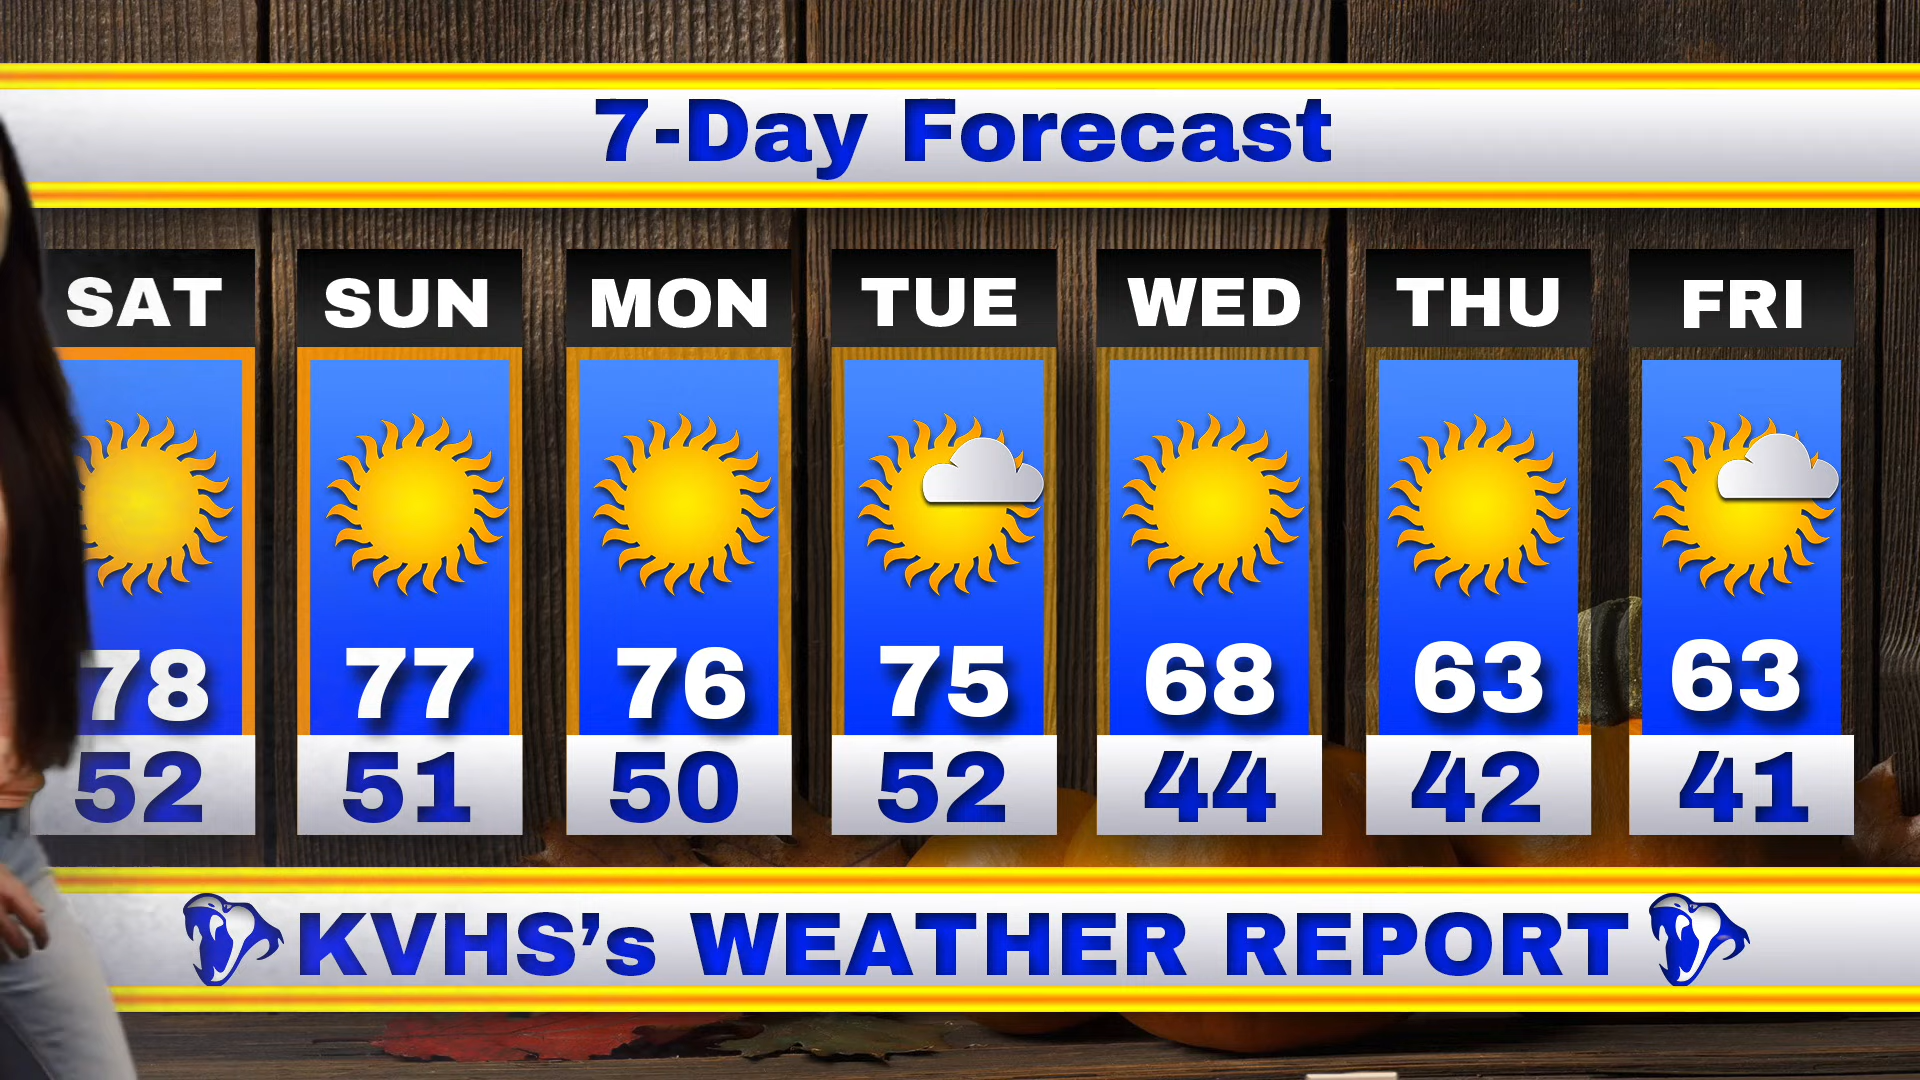 7-Day Forecast
SAT SUN MON TUE WED THU FRI
78 77 76 75 68 63 63
52 51 50 52 44 42 41
KVHS’s WEATHER REPORT